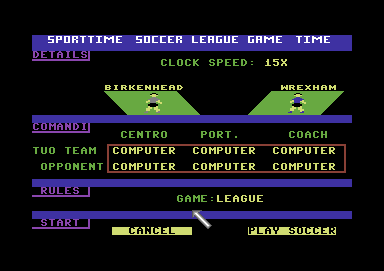 SPORTTIME SOCCER LEAGUE GAME TIME
DETAILS
CLOCK SPEED: 15X
BIRKENHEAD WREXHAM
COMANDI
CENTRO PORT. COACH
TUO TEAM COMPUTER COMPUTER COMPUTER
OPPONENT COMPUTER COMPUTER COMPUTER
RULES
GAME:LEAGUE
START
CANCEL PLAY SOCCER